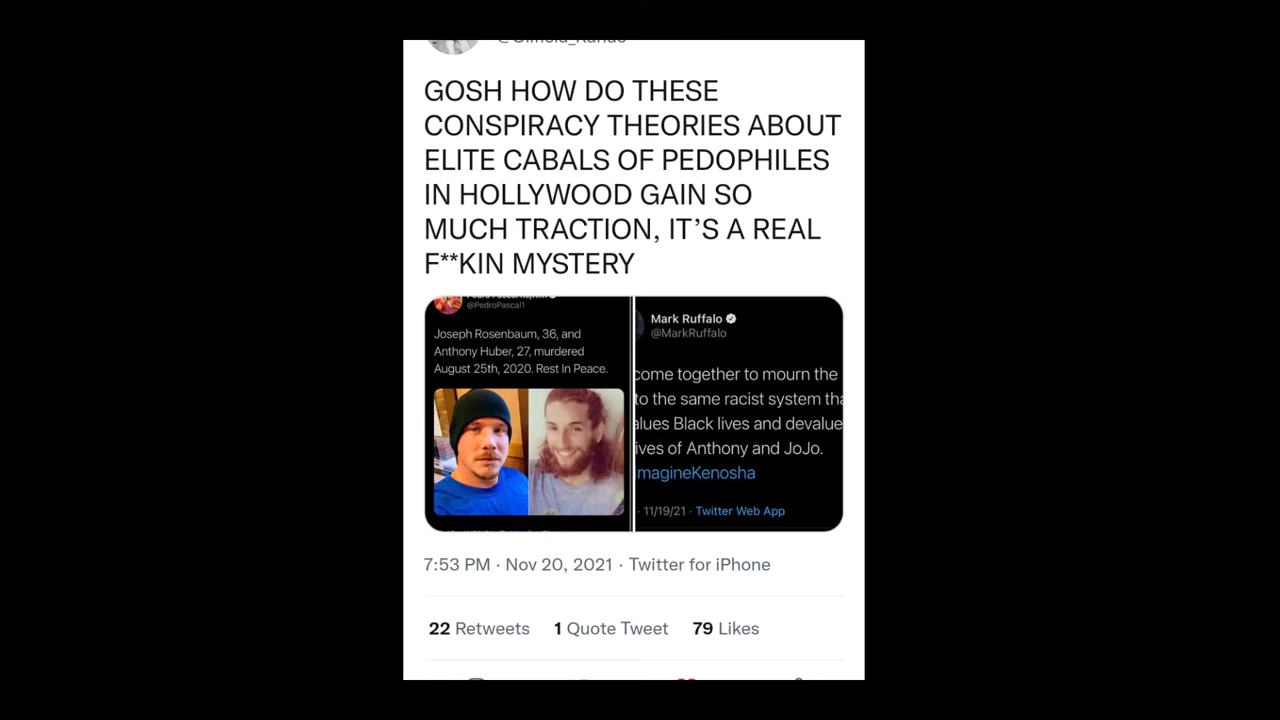 GOSH HOW DO THESE
CONSPIRACY THEORIES ABOUT
ELITE CABALS OF PEDOPHILES
IN HOLLYWOOD GAIN SO
MUCH TRACTION, IT’S A REAL
F**KIN MYSTERY
@PedroPascal1
Joseph Rosenbaum, 36, and
Anthony Huber, 27, murdered
August 25th, 2020. Rest In Peace.
Mark Ruffalo
@MarkRuffalo
come together to mourn the
to the same racist system tha
alues Black lives and devalue
ives of Anthony and JoJo.
magineKenosha
· 11/19/21 · Twitter Web App
7:53 PM · Nov 20, 2021 · Twitter for iPhone
22 Retweets 1 Quote Tweet 79 Likes